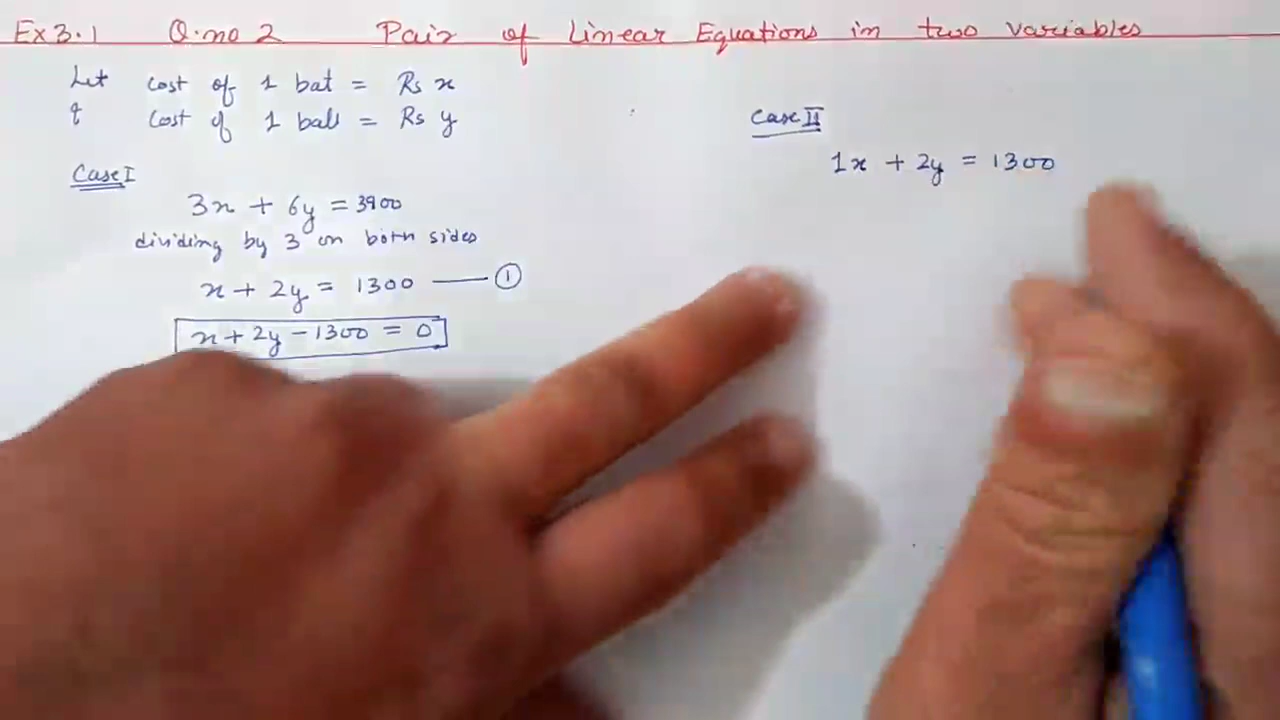 Ex 3.1 Q.no 2 Pair of Linear Equations in two variables
Let cost of 1 bat = Rs x
& cost of 1 ball = Rs y
Case I
3x + 6y = 3900
dividing by 3 on both sides
x + 2y = 1300 —— ①
x + 2y - 1300 = 0
Case II
1x + 2y = 1300